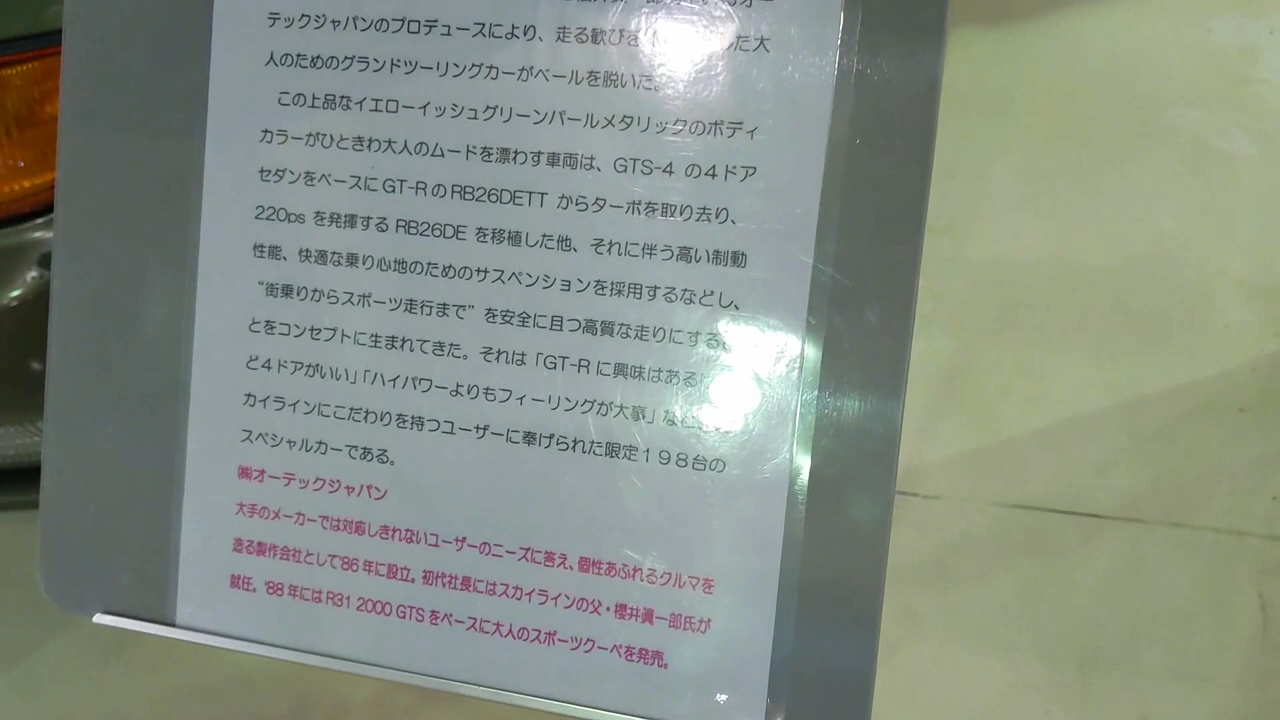 テックジャパンのプロデュースにより、走る歓びを た大
人のためのグランドツーリングカーがベールを脱いだ。
この上品なイエローイッシュグリーンパールメタリックのボディ
カラーがひときわ大人のムードを漂わす車両は、GTS-4 の4ドア
セダンをベースにGT-RのRB26DETT からターボを取り去り、
220ps を発揮する RB26DE を移植した他、それに伴う高い制動
性能、快適な乗り心地のためのサスペンションを採用するなどし、
“街乗りからスポーツ走行まで”を安全に且つ高質な走りにする
とをコンセプトに生まれてきた。それは「GT-R に興味はある
ど4ドアがいい」「ハイパワーよりもフィーリングが大事」など
カイラインにこだわりを持つユーザーに奉げられた限定198台の
スペシャルカーである。
㈱オーテックジャパン
大手のメーカーでは対応しきれないユーザーのニーズに答え、個性あふれるクルマを
造る製作会社として'86 年に設立。初代社長にはスカイラインの父・櫻井眞一郎氏が
就任。'88 年には R31 2000 GTS をベースに大人のスポーツクーペを発売。